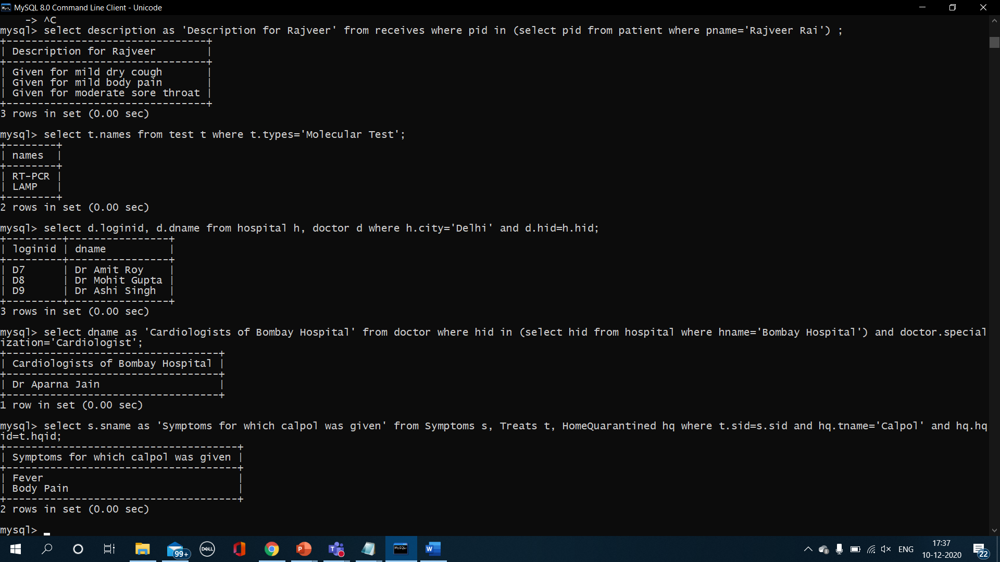 MySQL 8.0 Command Line Client - Unicode
    -> ^C
mysql> select description as 'Description for Rajveer' from receives where pid in (select pid from patient where pname='Rajveer Rai') ;
+--------------------------------+
| Description for Rajveer        |
+--------------------------------+
| Given for mild dry cough       |
| Given for mild body pain       |
| Given for moderate sore throat |
+--------------------------------+
3 rows in set (0.00 sec)

mysql> select t.names from test t where t.types='Molecular Test';
+--------+
| names  |
+--------+
| RT-PCR |
| LAMP   |
+--------+
2 rows in set (0.00 sec)

mysql> select d.loginid, d.dname from hospital h, doctor d where h.city='Delhi' and d.hid=h.hid;
+---------+----------------+
| loginid | dname          |
+---------+----------------+
| D7      | Dr Amit Roy    |
| D8      | Dr Mohit Gupta |
| D9      | Dr Ashi Singh  |
+---------+----------------+
3 rows in set (0.00 sec)

mysql> select dname as 'Cardiologists of Bombay Hospital' from doctor where hid in (select hid from hospital where hname='Bombay Hospital') and doctor.special
ization='Cardiologist';
+----------------------------------+
| Cardiologists of Bombay Hospital |
+----------------------------------+
| Dr Aparna Jain                   |
+----------------------------------+
1 row in set (0.00 sec)

mysql> select s.sname as 'Symptoms for which calpol was given' from Symptoms s, Treats t, HomeQuarantined hq where t.sid=s.sid and hq.tname='Calpol' and hq.hq
id=t.hqid;
+-------------------------------------+
| Symptoms for which calpol was given |
+-------------------------------------+
| Fever                               |
| Body Pain                           |
+-------------------------------------+
2 rows in set (0.00 sec)

mysql>
99+
DELL
P
T
MySQL
W
ENG
17:37
10-12-2020
22